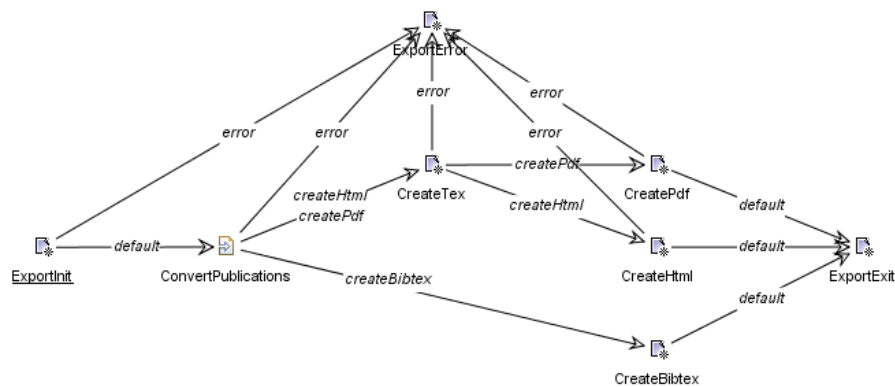 ExportError
error
error
error
error
error
createPdf
CreateTex
CreatePdf
createHtml
createPdf
createHtml
default
default
default
ExportInit
ConvertPublications
CreateHtml
ExportExit
createBibtex
default
CreateBibtex